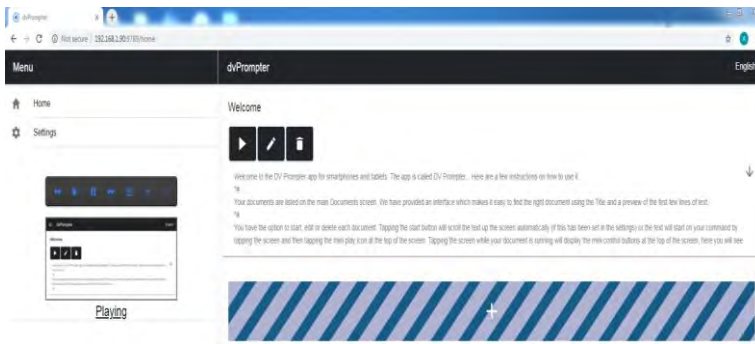 dvPrompter
Not secure | 192.168.1.90:9788/home
Menu
dvPrompter
English
Home
Settings
Welcome
Welcome to the DV Prompter app for smartphones and tablets. The app is called DV Prompter... Here are a few instructions on how to use it.
Your documents are listed on the main Documents screen. We have provided an interface which makes it easy to find the right document using the Title and a preview of the first few lines of text.
You have the option to start, edit or delete each document. Tapping the start button will scroll the text up the screen automatically (if this has been set in the settings) or the text will start on your command by
tapping the screen and then tapping the mini play icon at the top of the screen. Tapping the screen while your document is running will display the mini control buttons at the top of the screen, here you will see
Playing